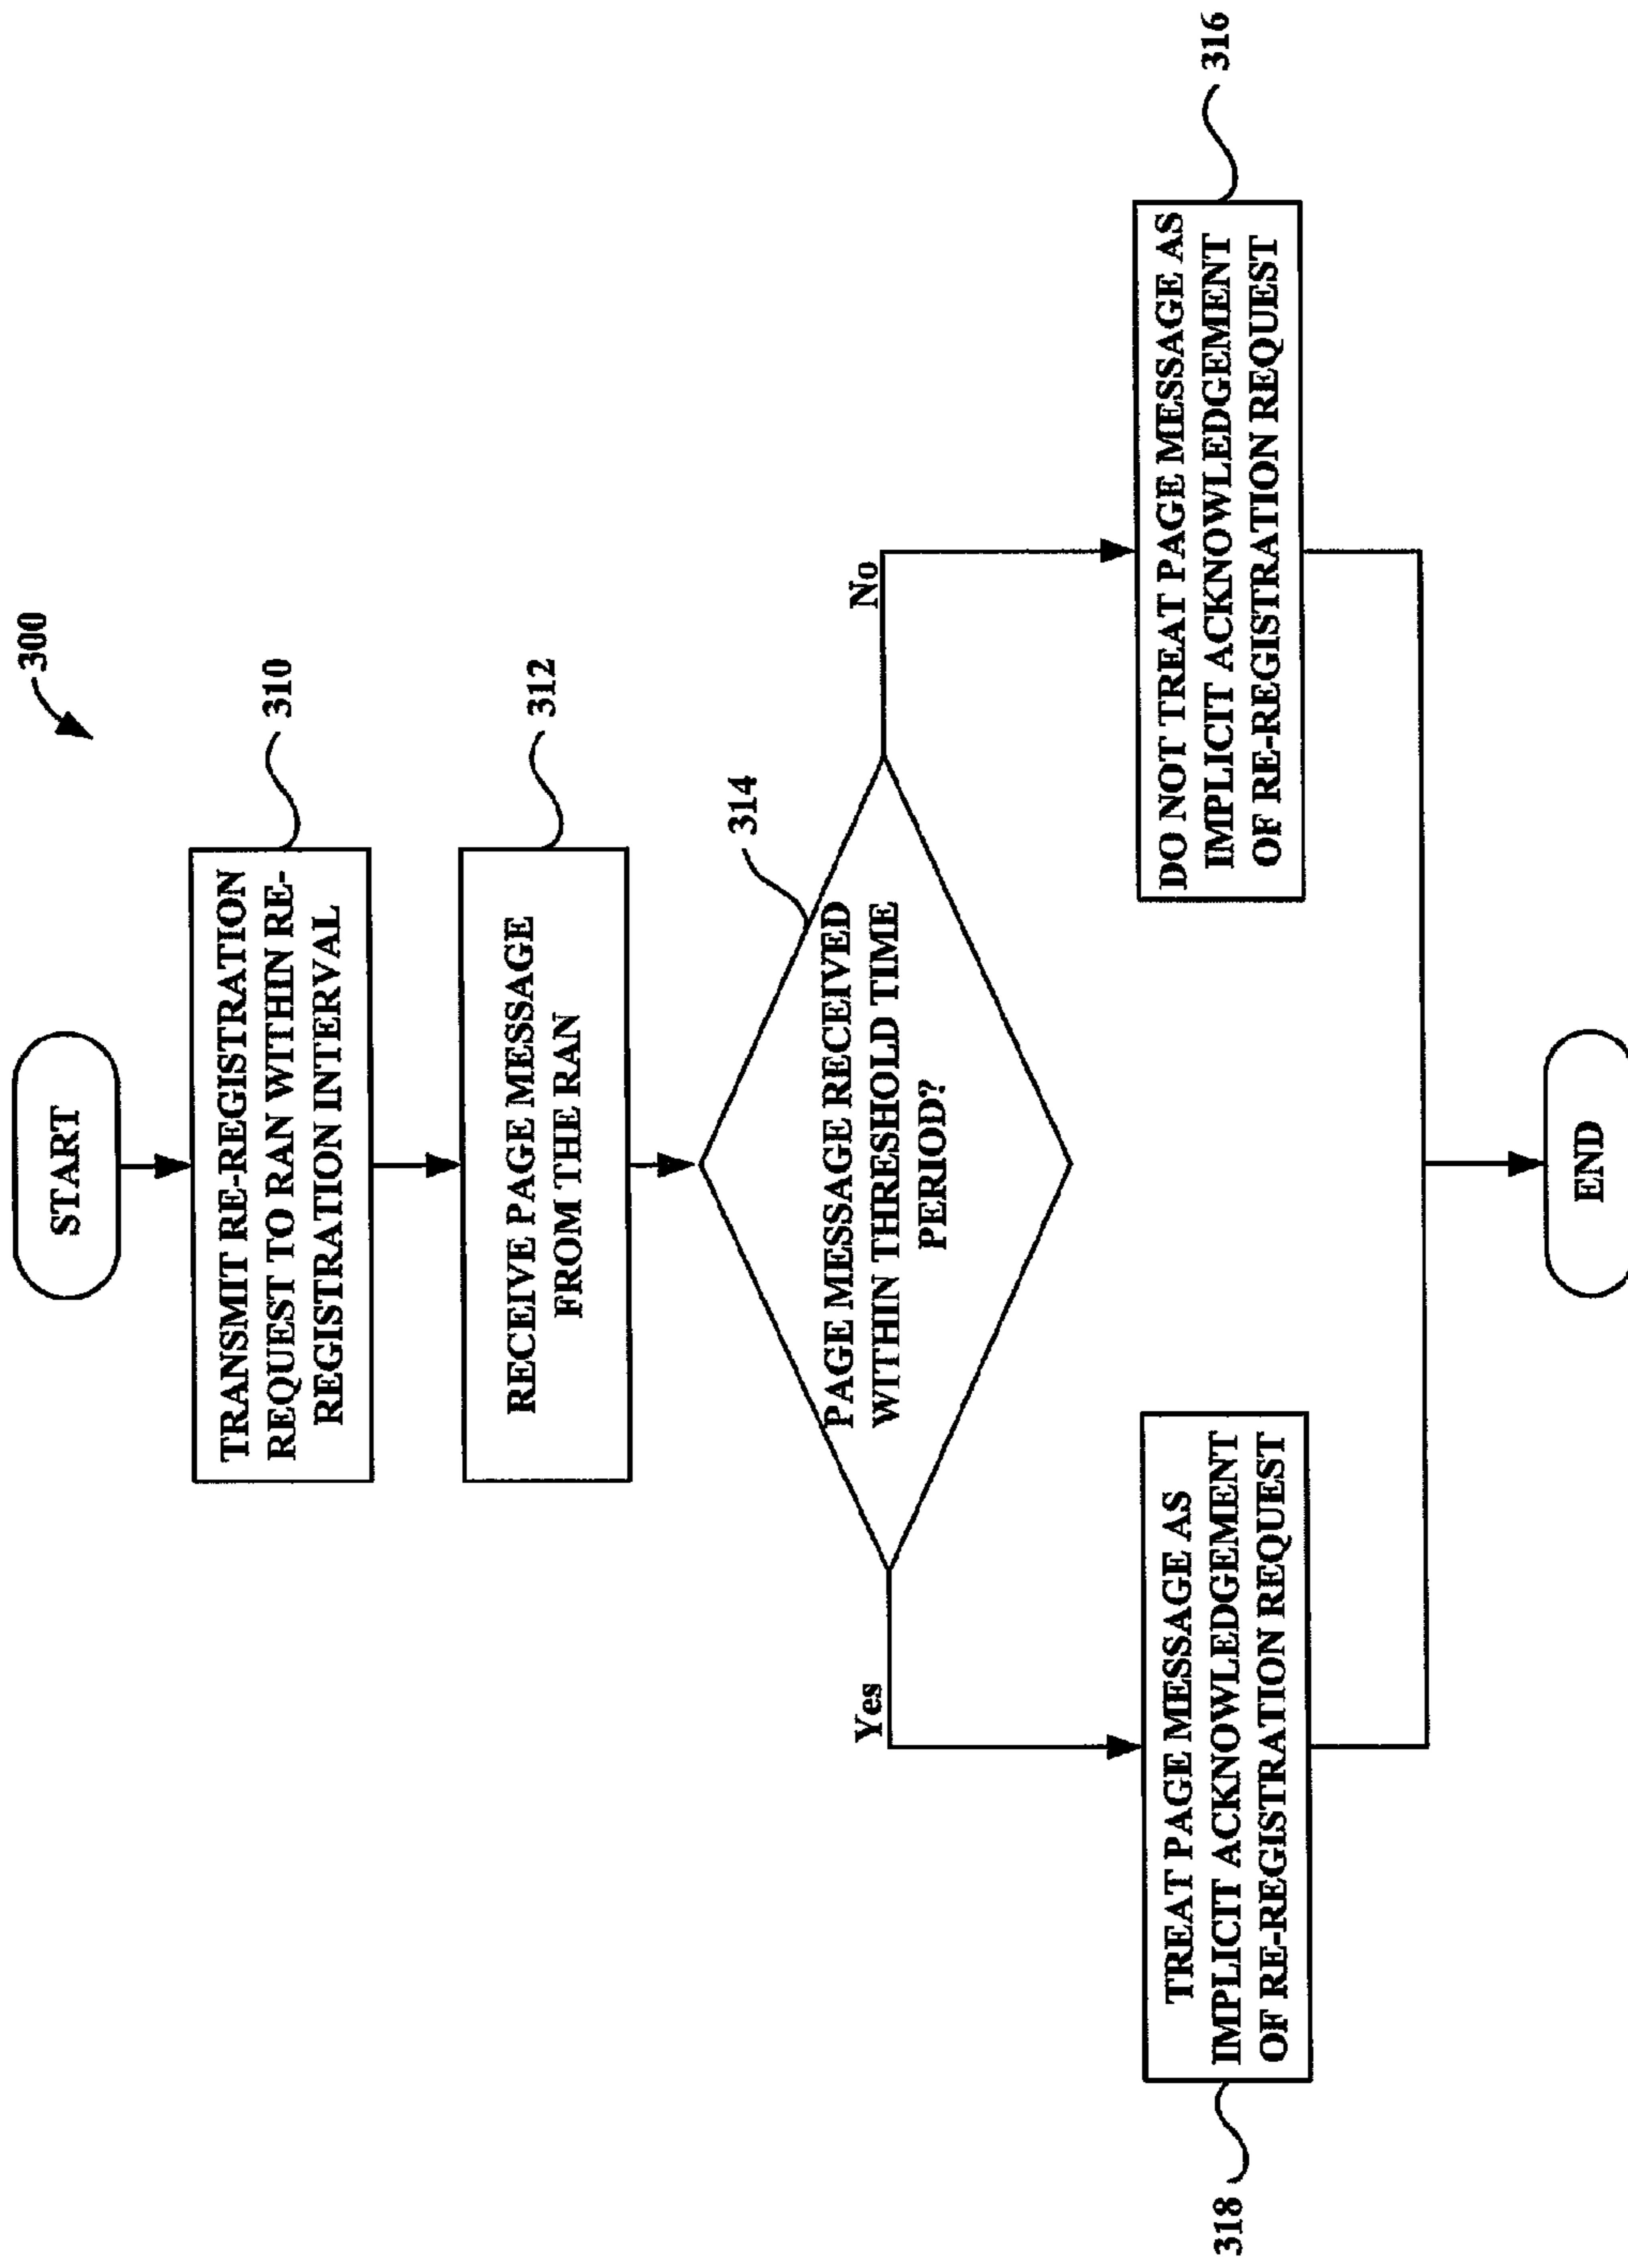 300
START
TRANSMIT RE-REGISTRATION
REQUEST TO RAN WITHIN RE-
REGISTRATION INTERVAL
310
RECEIVE PAGE MESSAGE
FROM THE RAN
312
314
PAGE MESSAGE RECEIVED
WITHIN THRESHOLD TIME
PERIOD?
Yes
No
TREAT PAGE MESSAGE AS
IMPLICIT ACKNOWLEDGEMENT
OF RE-REGISTRATION REQUEST
318
DO NOT TREAT PAGE MESSAGE AS
IMPLICIT ACKNOWLEDGEMENT
OF RE-REGISTRATION REQUEST
316
END